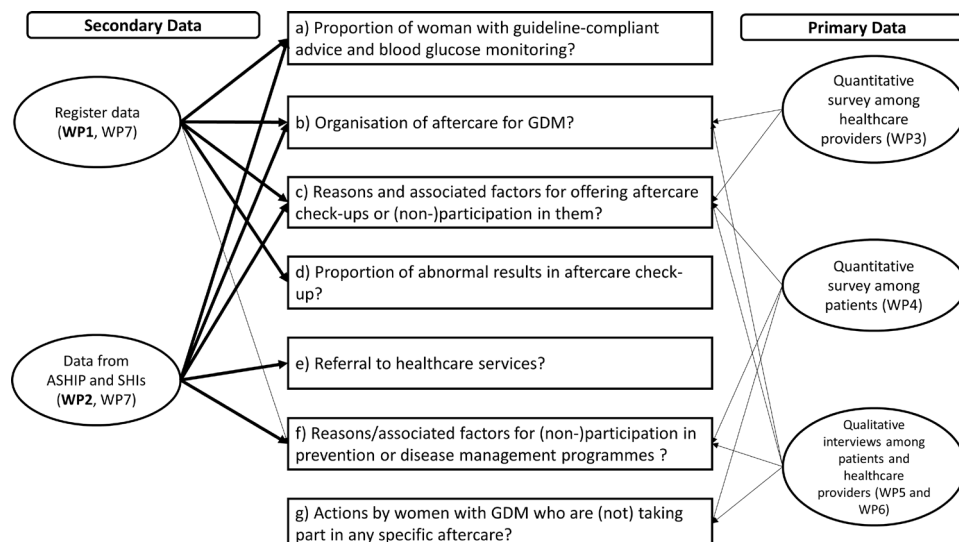 Secondary Data
Register data
(WP1, WP7)
Data from
ASHIP and SHIs
(WP2, WP7)
a) Proportion of woman with guideline-compliant
advice and blood glucose monitoring?
b) Organisation of aftercare for GDM?
c) Reasons and associated factors for offering aftercare
check-ups or (non-)participation in them?
d) Proportion of abnormal results in aftercare check-
up?
e) Referral to healthcare services?
f) Reasons/associated factors for (non-)participation in
prevention or disease management programmes ?
g) Actions by women with GDM who are (not) taking
part in any specific aftercare?
Primary Data
Quantitative
survey among
healthcare
providers (WP3)
Quantitative
survey among
patients (WP4)
Qualitative
interviews among
patients and
healthcare
providers (WP5 and
WP6)